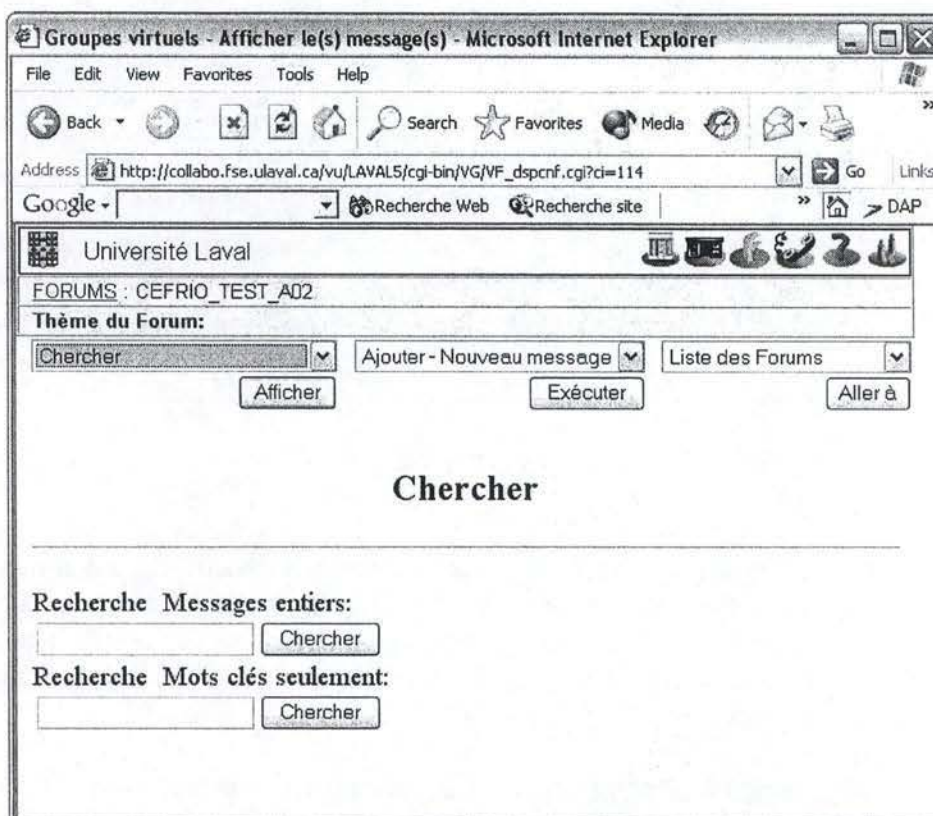 Groupes virtuels - Afficher le(s) message(s) - Microsoft Internet Explorer
File Edit View Favorites Tools Help
Back Search Favorites Media »
Address http://collabo.fse.ulaval.ca/vu/LAVAL5/cgi-bin/VG/VF_dspcnf.cgi?ci=114 Go Links
Google Recherche Web Recherche site » DAP
Université Laval
FORUMS : CEFRIO_TEST_A02
Thème du Forum:
Chercher Ajouter - Nouveau message Liste des Forums
Afficher Exécuter Aller à
Chercher
Recherche Messages entiers:
Chercher
Recherche Mots clés seulement:
Chercher